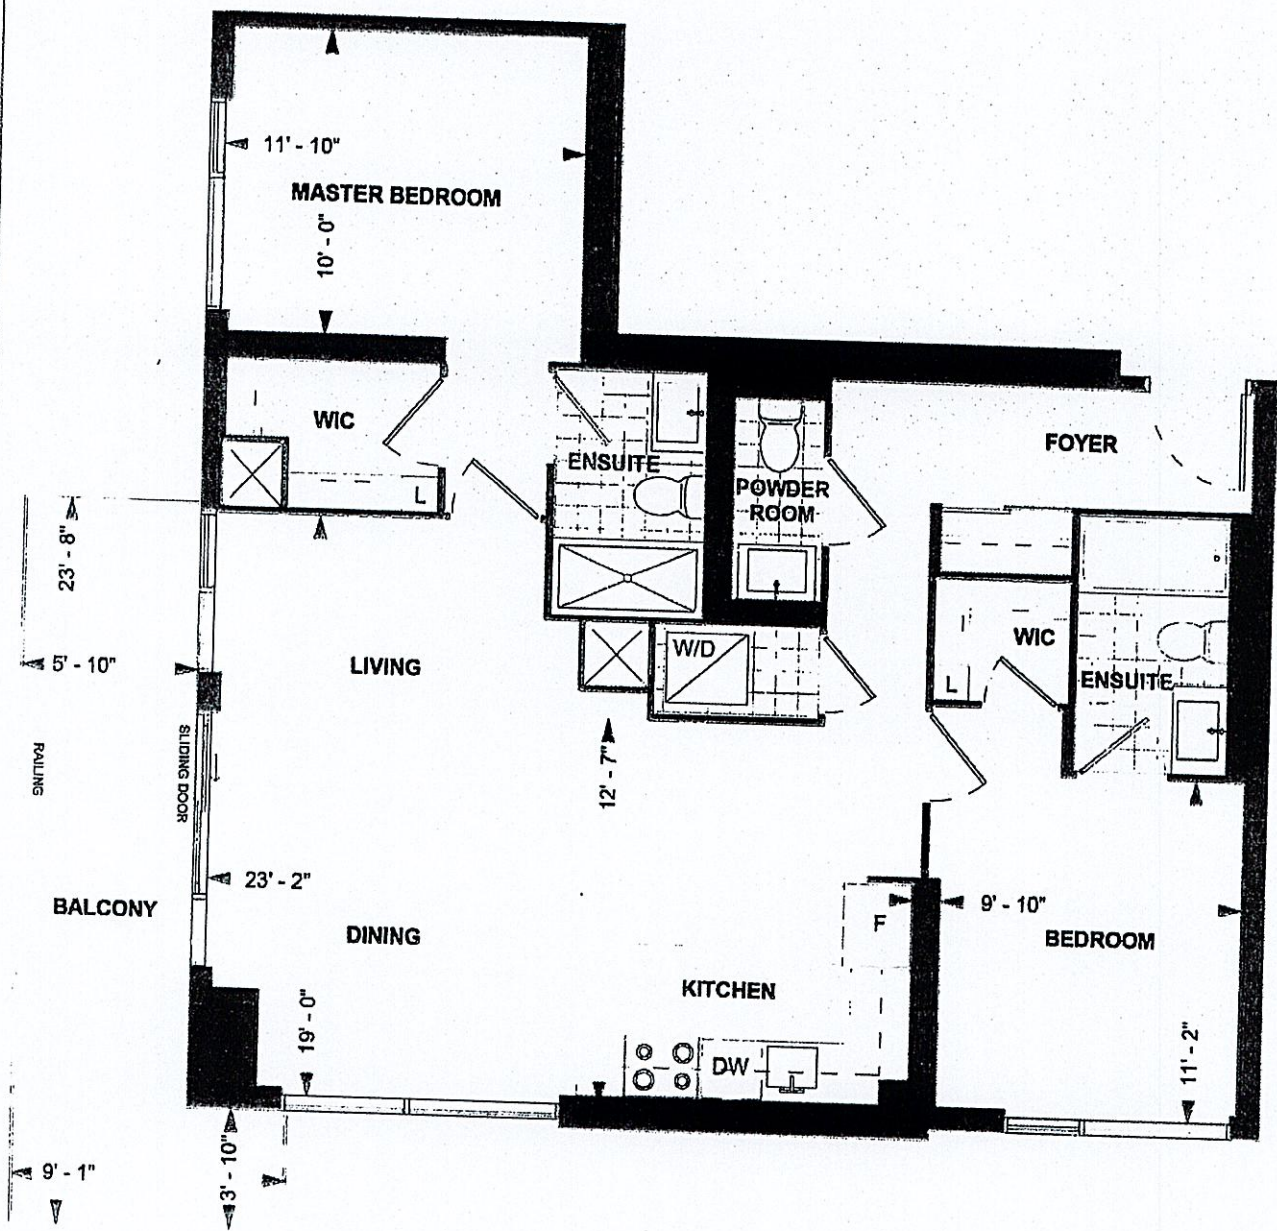 11' - 10"
MASTER BEDROOM
10' - 0"
WIC
L
ENSUITE
POWDER
ROOM
FOYER
23' - 8"
5' - 10"
LIVING
W/D
WIC
L
ENSUITE
RAILING
SLIDING DOOR
12' - 7"
23' - 2"
BALCONY
DINING
F
9' - 10"
BEDROOM
KITCHEN
19' - 0"
DW
11' - 2"
9' - 1"
3' - 10"